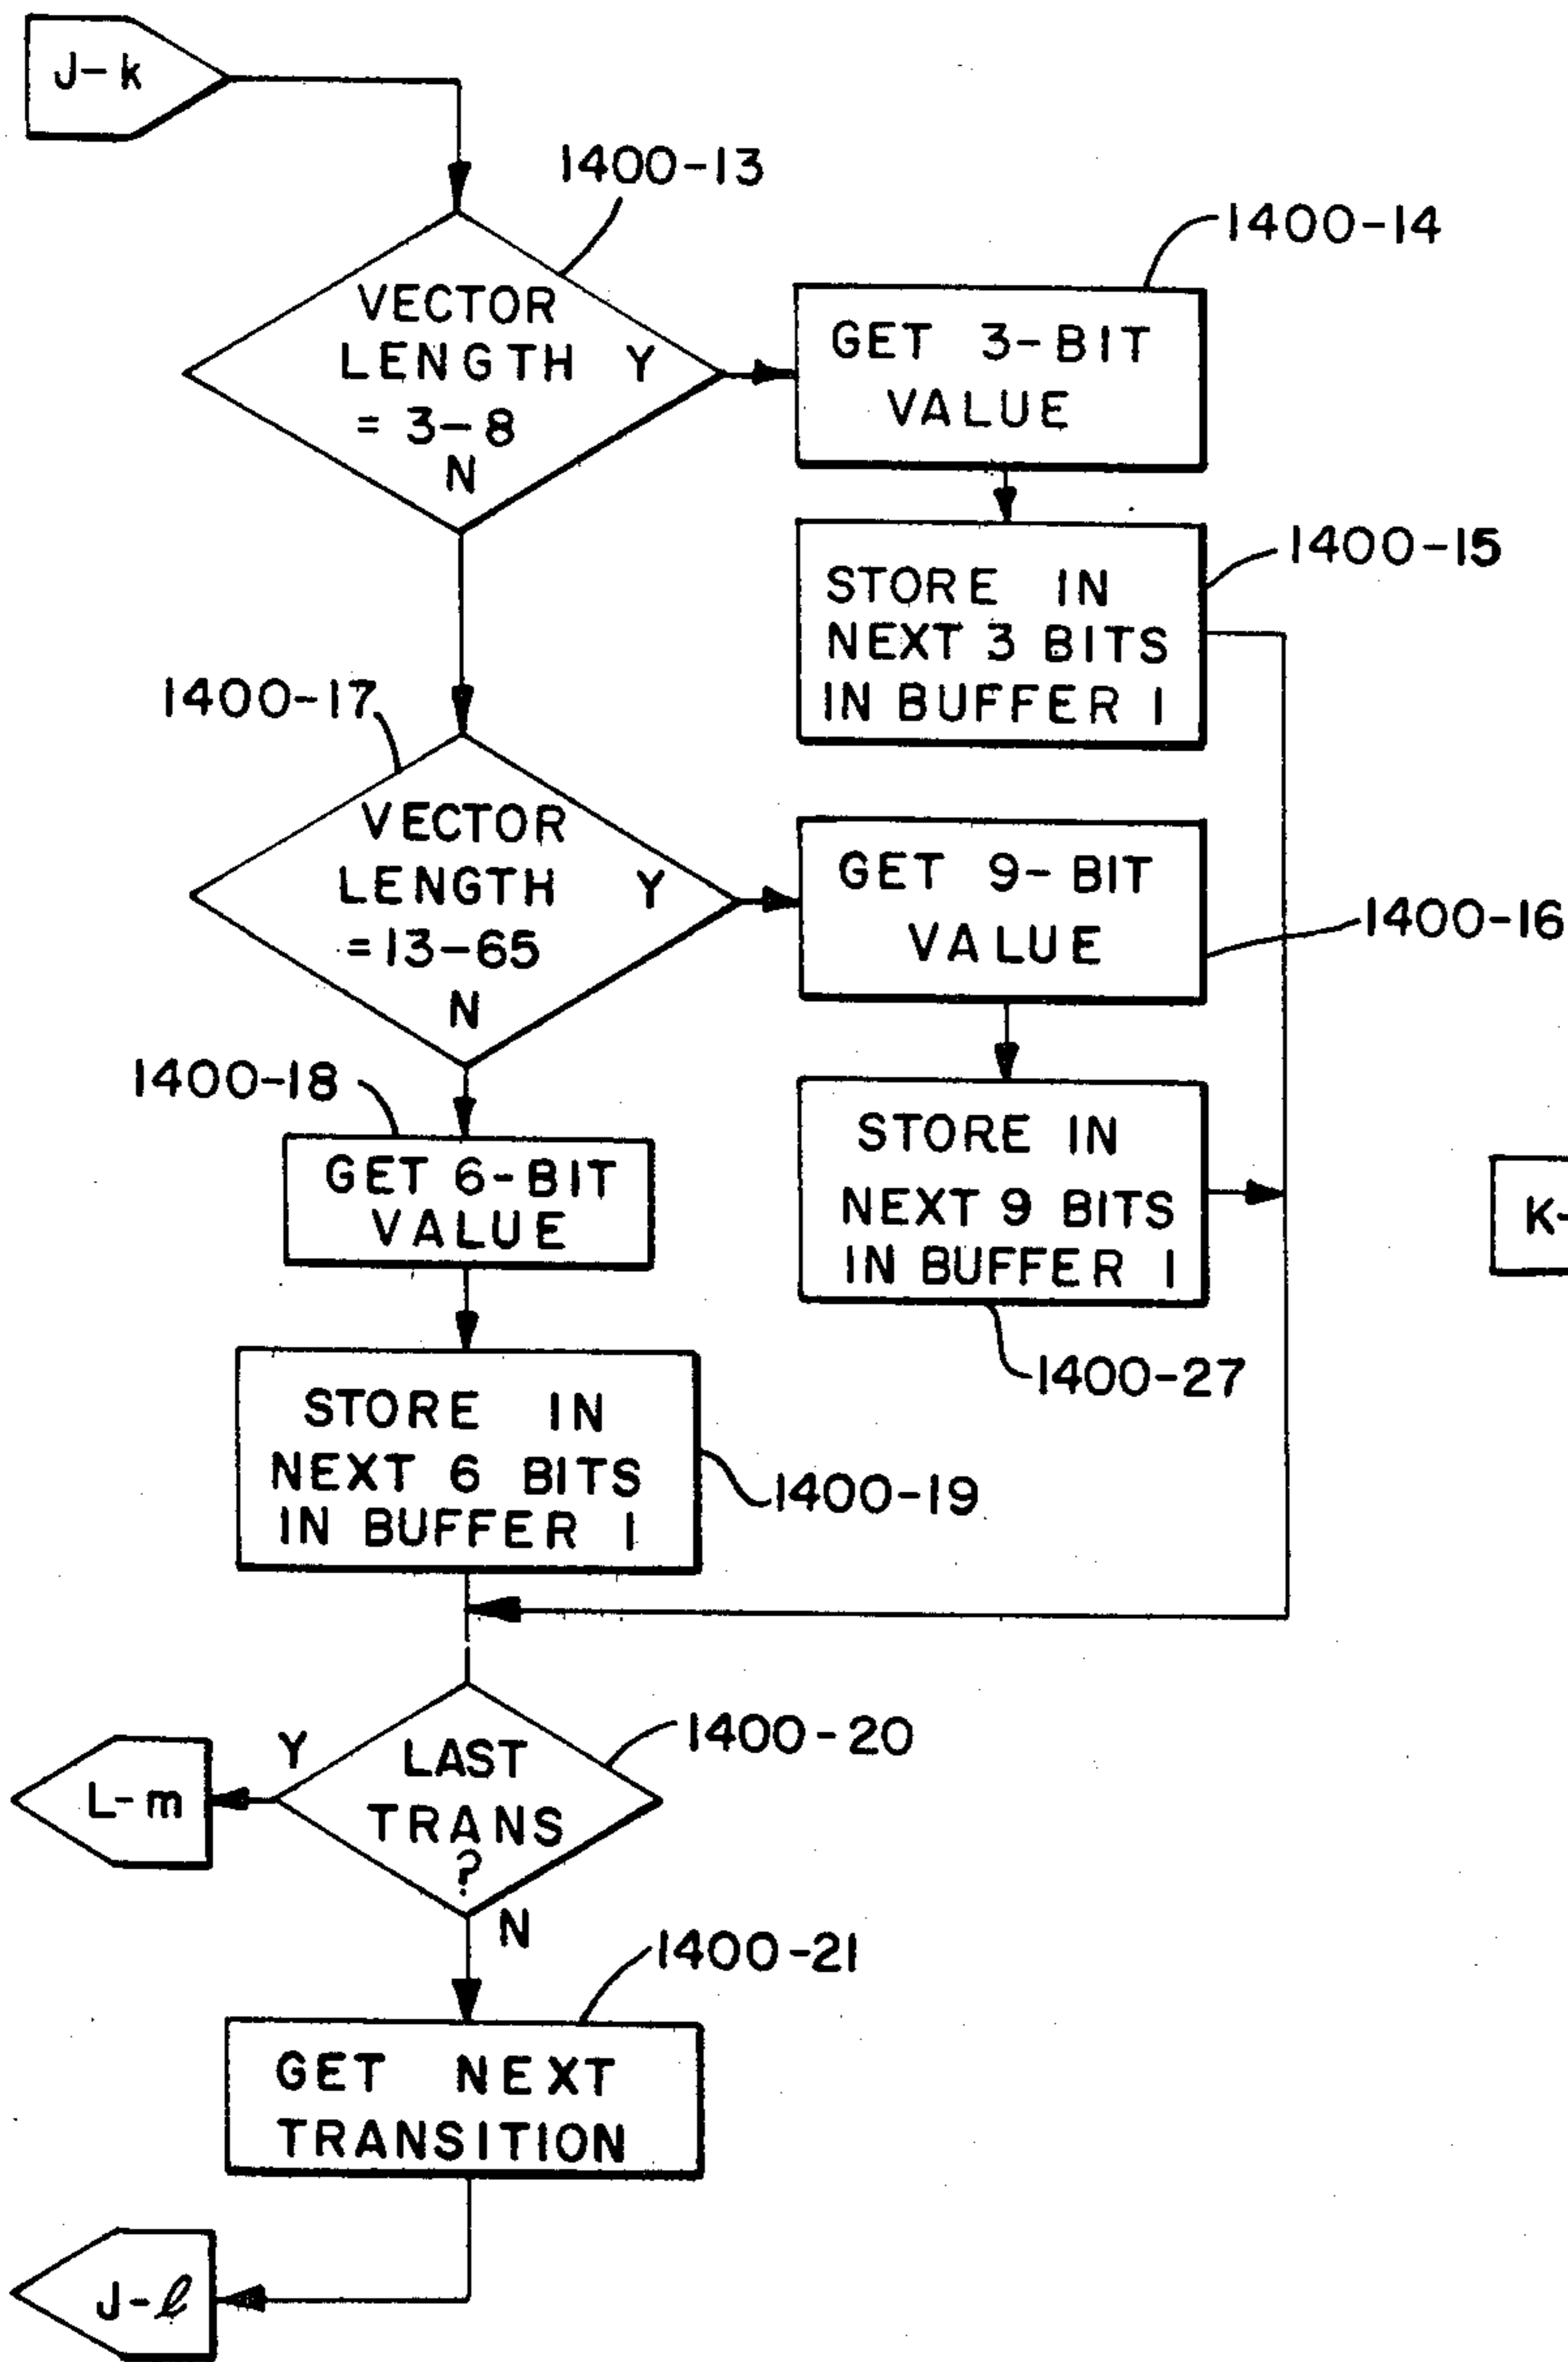 J-k
1400-13
VECTOR
LENGTH Y
= 3-8
N
1400-14
GET 3-BIT
VALUE
1400-15
STORE IN
NEXT 3 BITS
IN BUFFER 1
1400-17
VECTOR
LENGTH Y
=13-65
N
GET 9-BIT
VALUE
1400-16
1400-18
GET 6-BIT
VALUE
STORE IN
NEXT 9 BITS
IN BUFFER 1
K-
1400-27
STORE IN
NEXT 6 BITS
IN BUFFER 1
1400-19
1400-20
Y
LAST
TRANS
?
L-m
N
1400-21
GET NEXT
TRANSITION
J-ℓ